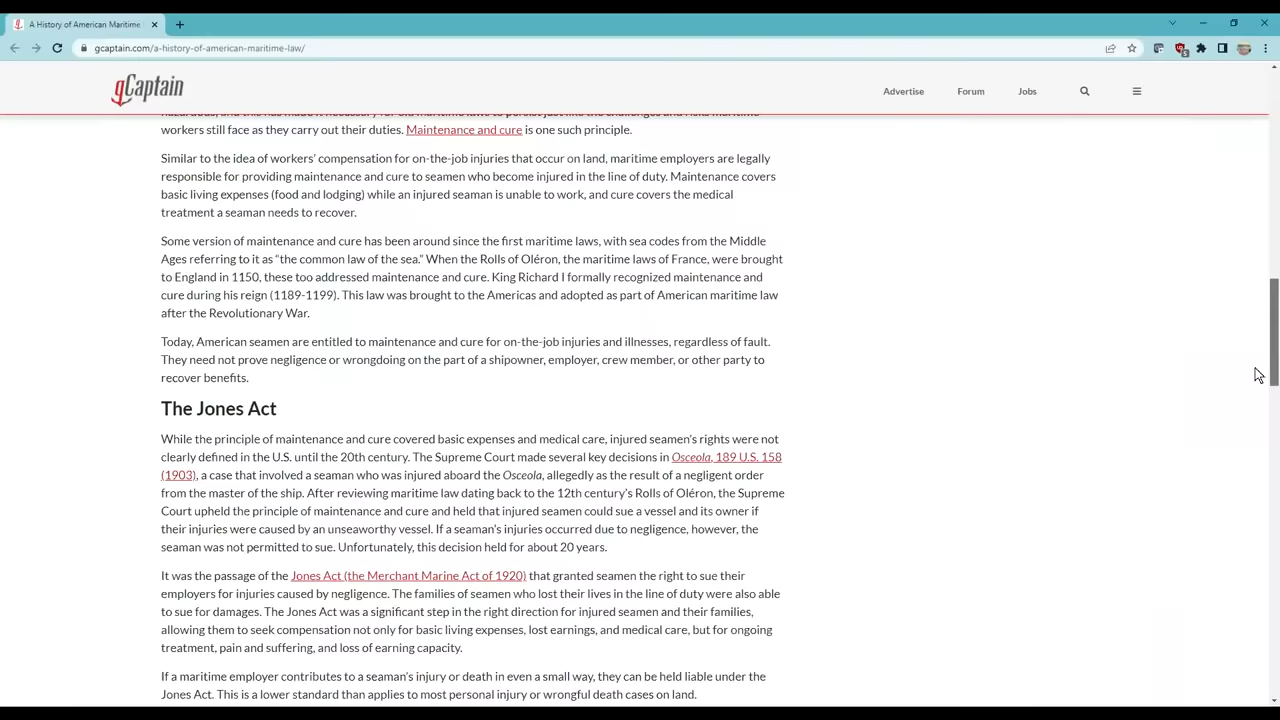 A History of American Maritime
gcaptain.com/a-history-of-american-maritime-law/
gCaptain
Advertise
Forum
Jobs
workers still face as they carry out their duties. Maintenance and cure is one such principle.
Similar to the idea of workers' compensation for on-the-job injuries that occur on land, maritime employers are legally
responsible for providing maintenance and cure to seamen who become injured in the line of duty. Maintenance covers
basic living expenses (food and lodging) while an injured seaman is unable to work, and cure covers the medical
treatment a seaman needs to recover.
Some version of maintenance and cure has been around since the first maritime laws, with sea codes from the Middle
Ages referring to it as “the common law of the sea.” When the Rolls of Oléron, the maritime laws of France, were brought
to England in 1150, these too addressed maintenance and cure. King Richard I formally recognized maintenance and
cure during his reign (1189-1199). This law was brought to the Americas and adopted as part of American maritime law
after the Revolutionary War.
Today, American seamen are entitled to maintenance and cure for on-the-job injuries and illnesses, regardless of fault.
They need not prove negligence or wrongdoing on the part of a shipowner, employer, crew member, or other party to
recover benefits.
The Jones Act
While the principle of maintenance and cure covered basic expenses and medical care, injured seamen's rights were not
clearly defined in the U.S. until the 20th century. The Supreme Court made several key decisions in Osceola, 189 U.S. 158
(1903), a case that involved a seaman who was injured aboard the Osceola, allegedly as the result of a negligent order
from the master of the ship. After reviewing maritime law dating back to the 12th century's Rolls of Oléron, the Supreme
Court upheld the principle of maintenance and cure and held that injured seamen could sue a vessel and its owner if
their injuries were caused by an unseaworthy vessel. If a seaman's injuries occurred due to negligence, however, the
seaman was not permitted to sue. Unfortunately, this decision held for about 20 years.
It was the passage of the Jones Act (the Merchant Marine Act of 1920) that granted seamen the right to sue their
employers for injuries caused by negligence. The families of seamen who lost their lives in the line of duty were also able
to sue for damages. The Jones Act was a significant step in the right direction for injured seamen and their families,
allowing them to seek compensation not only for basic living expenses, lost earnings, and medical care, but for ongoing
treatment, pain and suffering, and loss of earning capacity.
If a maritime employer contributes to a seaman's injury or death in even a small way, they can be held liable under the
Jones Act. This is a lower standard than applies to most personal injury or wrongful death cases on land.